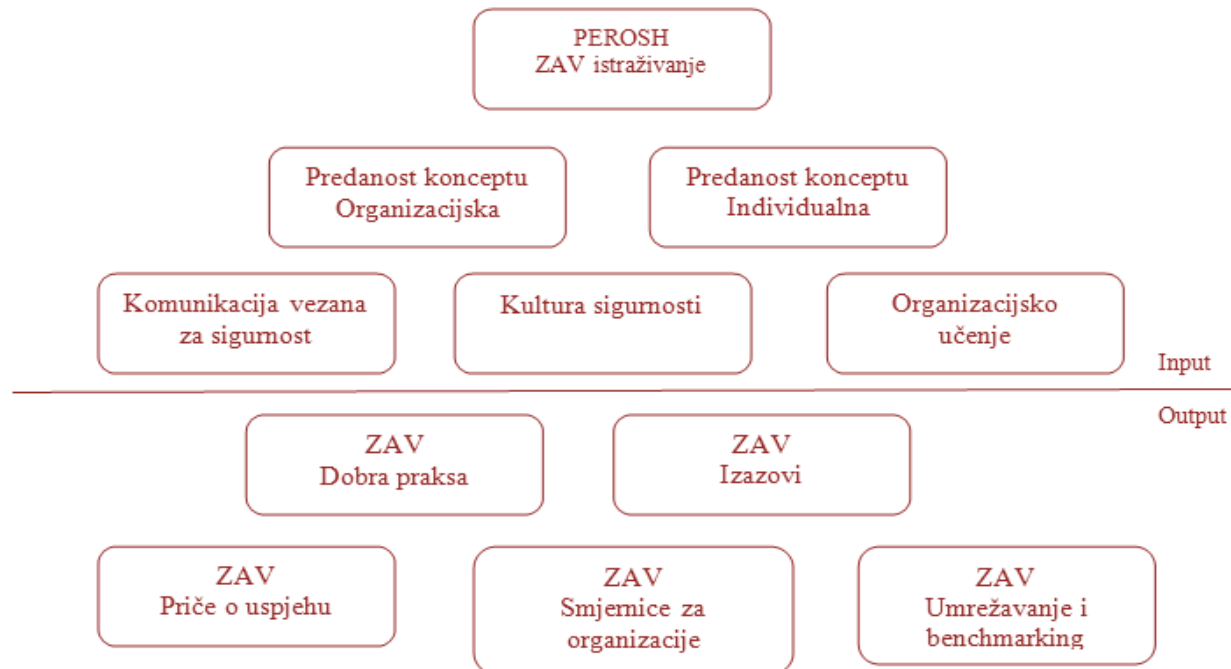 PEROSH
ZAV istraživanje
Predanost konceptu
Organizacijska
Predanost konceptu
Individualna
Komunikacija vezana
za sigurnost
Kultura sigurnosti
Organizacijsko
učenje
Input
Output
ZAV
Dobra praksa
ZAV
Izazovi
ZAV
Priče o uspjehu
ZAV
Smjernice za
organizacije
ZAV
Umrežavanje i
benchmarking